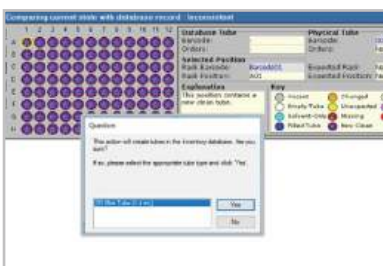 Comparing current state with database record : Inconsistent
1 2 3 4 5 6 7 8 9 10 11 12
A
B
C
E
F
G
H
Database Tube
Barcode:
Orders:
Physical Tube
Barcode:
Orders:
Selected Position
Rack Barcode: Barcode01
Expected Rack:
Rack Position: A01
Expected Position:
Explanation
This position contains a
new clean tube.
Key
Present
Changed
Empty Tube
Unexpected
Solvent-Only
Missing
Filled Tube
New Clean
Question
This action will create tubes in the inventory database. Are you
sure?
If so, please select the appropriate tube type and click 'Yes'.
Yes
No